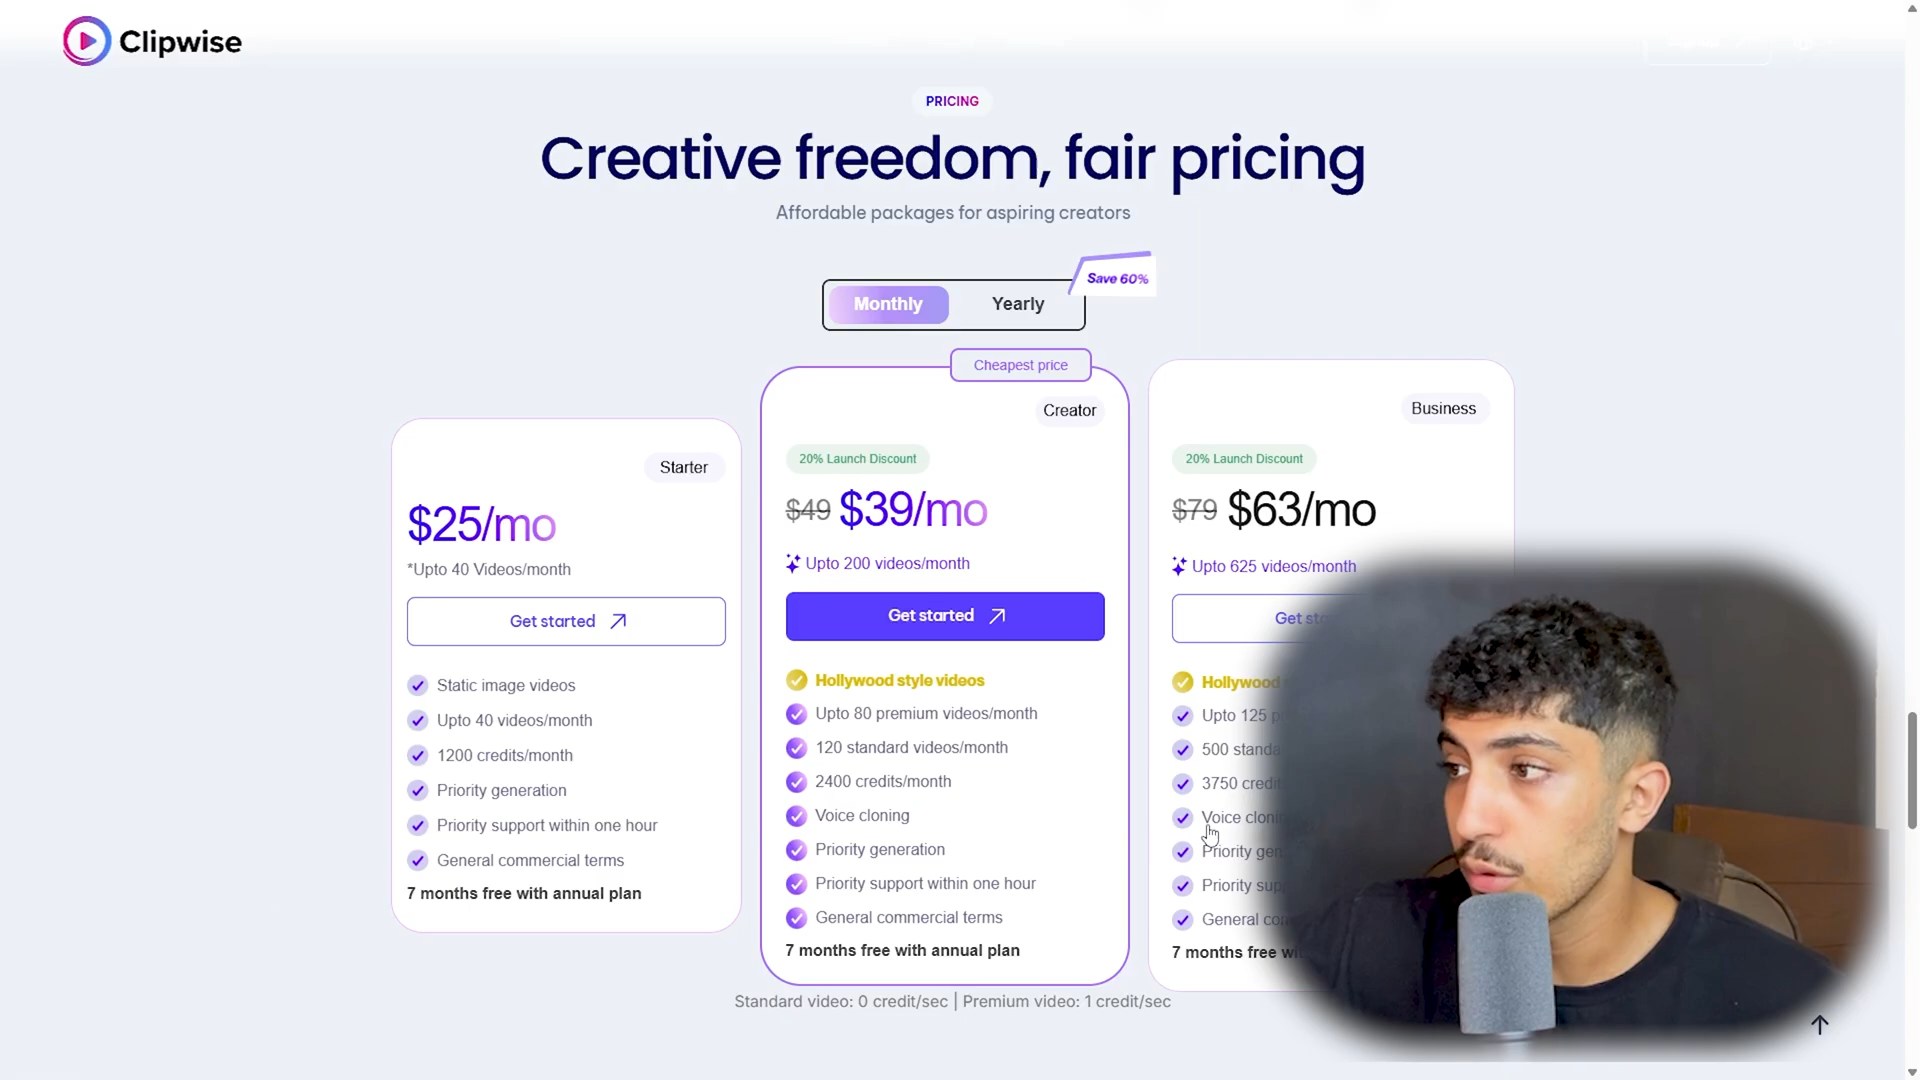 Clipwise
PRICING
Creative freedom, fair pricing
Affordable packages for aspiring creators
Save 60%
Monthly
Yearly
Starter
$25/mo
*Upto 40 Videos/month
Get started
Static image videos
Upto 40 videos/month
1200 credits/month
Priority generation
Priority support within one hour
General commercial terms
7 months free with annual plan
Cheapest price
Creator
20% Launch Discount
$49 $39/mo
Upto 200 videos/month
Get started
Hollywood style videos
Upto 80 premium videos/month
120 standard videos/month
2400 credits/month
Voice cloning
Priority generation
Priority support within one hour
General commercial terms
7 months free with annual plan
Business
20% Launch Discount
$79 $63/mo
Upto 625 videos/month
Get
Hollywood
Upto 125
500
3750
Voice
Priority
Priority
General
7 months free
Standard video: 0 credit/sec | Premium video: 1 credit/sec